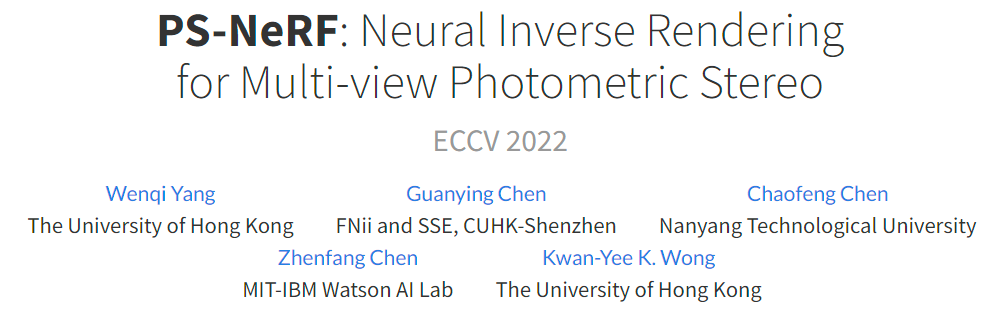 PS-NeRF: Neural Inverse Rendering
for Multi-view Photometric Stereo
ECCV 2022
Wenqi Yang Guanying Chen Chaofeng Chen
The University of Hong Kong FNii and SSE, CUHK-Shenzhen Nanyang Technological University
Zhenfang Chen Kwan-Yee K. Wong
MIT-IBM Watson AI Lab The University of Hong Kong